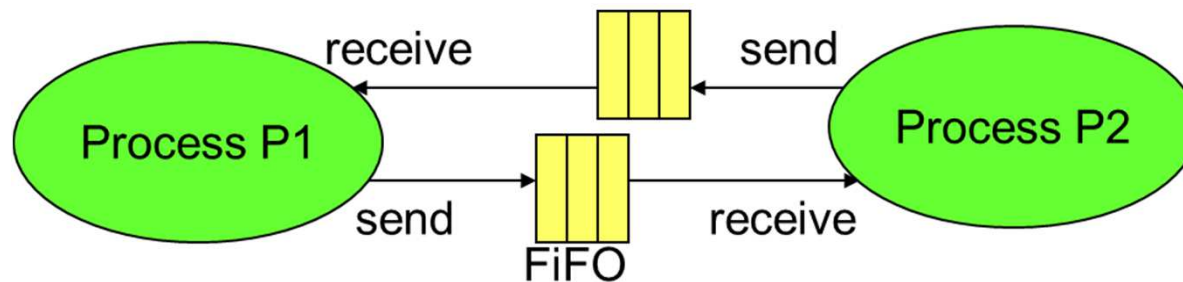 receive
send
Process P1
Process P2
send
receive
FiFO